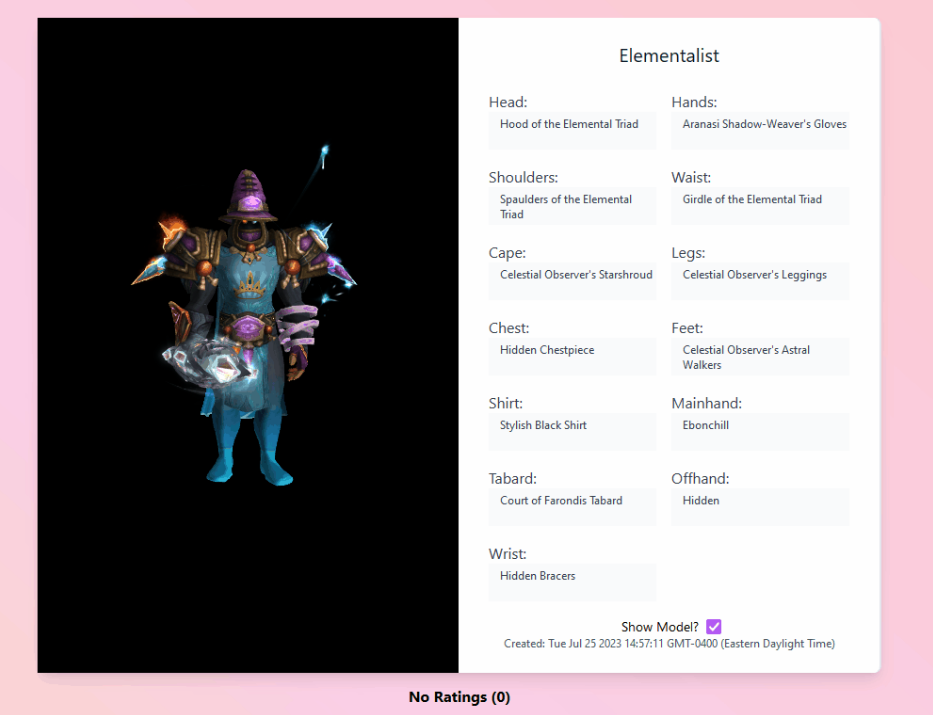 Elementalist
Head:
Hood of the Elemental Triad
Hands:
Aranasi Shadow-Weaver's Gloves
Shoulders:
Spaulders of the Elemental
Triad
Waist:
Girdle of the Elemental Triad
Cape:
Celestial Observer's Starshroud
Legs:
Celestial Observer's Leggings
Chest:
Hidden Chestpiece
Feet:
Celestial Observer's Astral
Walkers
Shirt:
Stylish Black Shirt
Mainhand:
Ebonchill
Tabard:
Court of Farondis Tabard
Offhand:
Hidden
Wrist:
Hidden Bracers
Show Model?
Created: Tue Jul 25 2023 14:57:11 GMT-0400 (Eastern Daylight Time)
No Ratings (0)